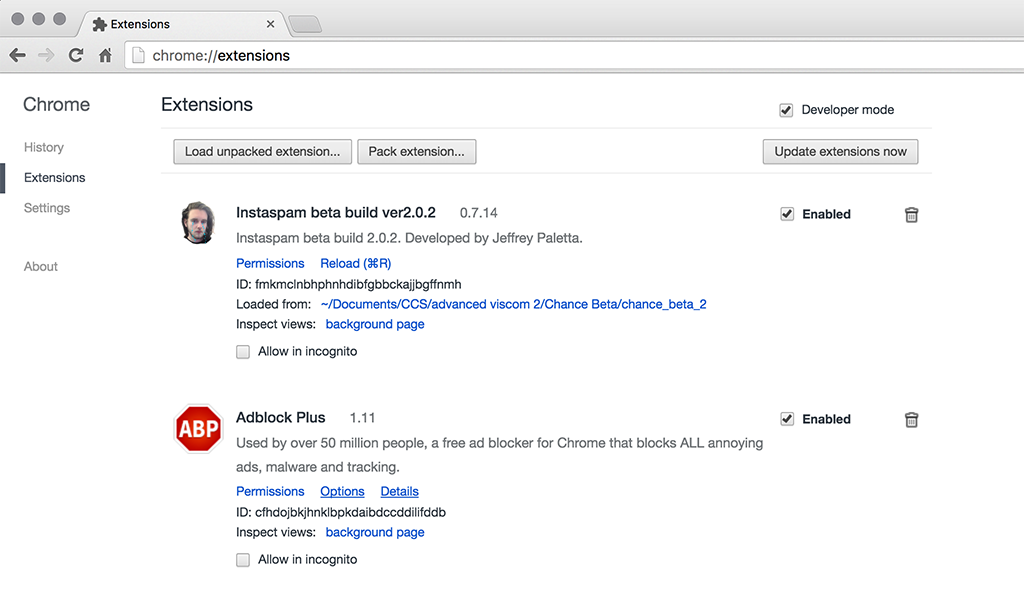 Extensions
chrome://extensions
Chrome
Extensions
Developer mode
History
Extensions
Settings
About
Load unpacked extension... Pack extension... Update extensions now
Instaspam beta build ver2.0.2 0.7.14 Enabled
Instaspam beta build 2.0.2. Developed by Jeffrey Paletta.
Permissions Reload (⌘R)
ID: fmkmclnbhphnhdibfgbbckajjbgffnmh
Loaded from: ~/Documents/CCS/advanced viscom 2/Chance Beta/chance_beta_2
Inspect views: background page
Allow in incognito
ABP
Adblock Plus 1.11 Enabled
Used by over 50 million people, a free ad blocker for Chrome that blocks ALL annoying
ads, malware and tracking.
Permissions Options Details
ID: cfhdojbkjhnklbpkdaibdccddilifddb
Inspect views: background page
Allow in incognito